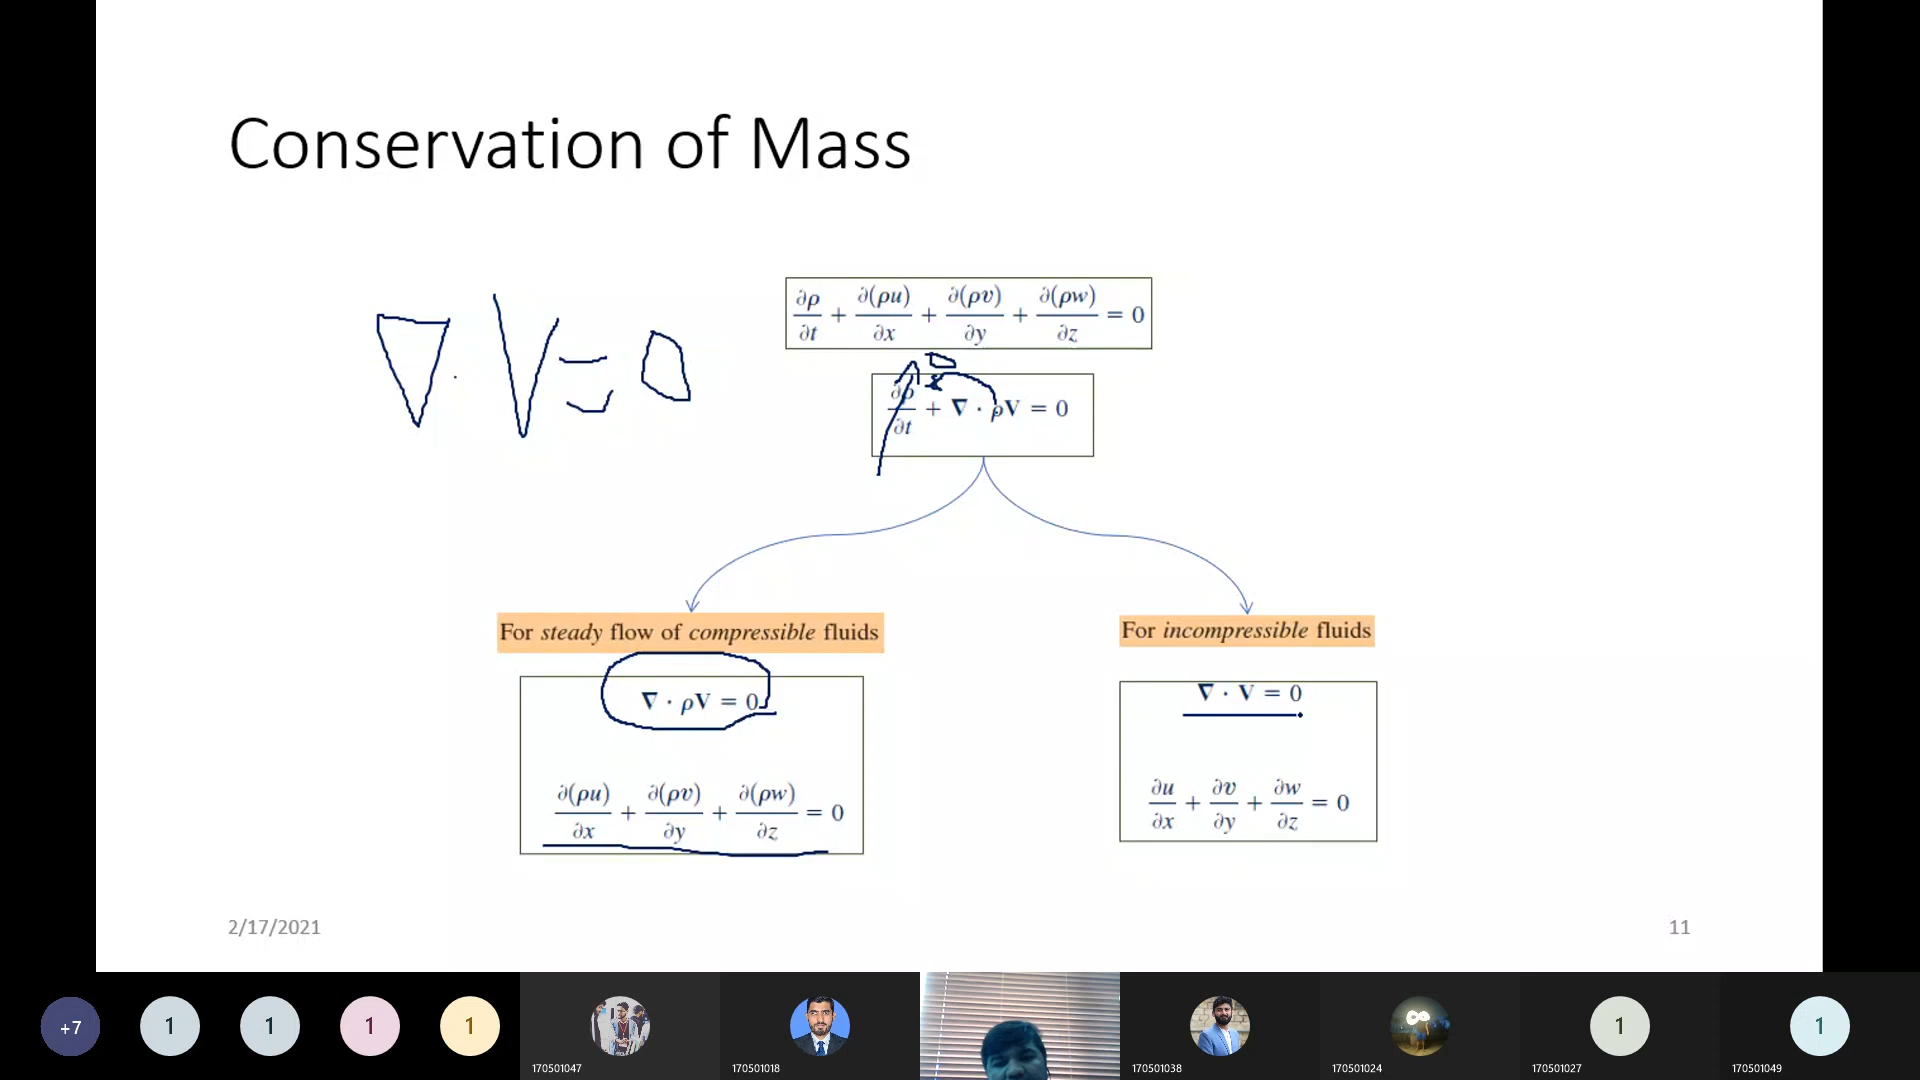 Conservation of Mass
∂ρ/∂t + ∂(ρu)/∂x + ∂(ρv)/∂y + ∂(ρw)/∂z = 0
∇ · V = 0
0
∂ρ/∂t + ∇ · ρV = 0
For steady flow of compressible fluids
∇ · ρV = 0
∂(ρu)/∂x + ∂(ρv)/∂y + ∂(ρw)/∂z = 0
For incompressible fluids
∇ · V = 0
∂u/∂x + ∂v/∂y + ∂w/∂z = 0
2/17/2021
11
+7
1
1
1
1
170501047
170501018
170501038
170501024
1
170501027
1
170501049